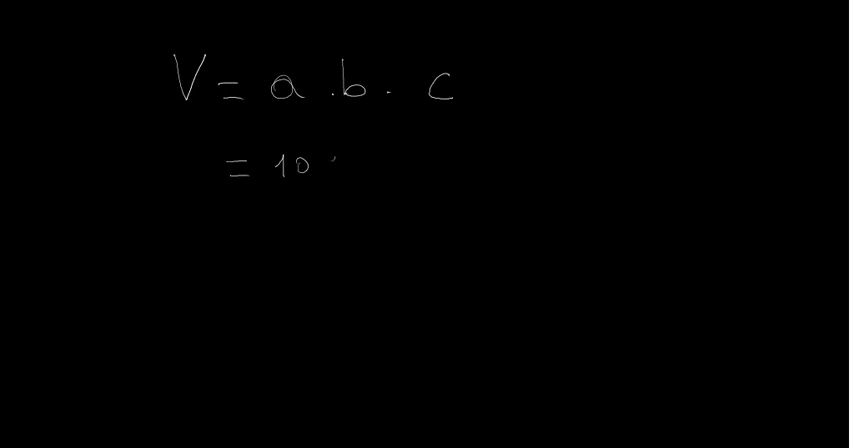 V = a . b . c
= 10 .